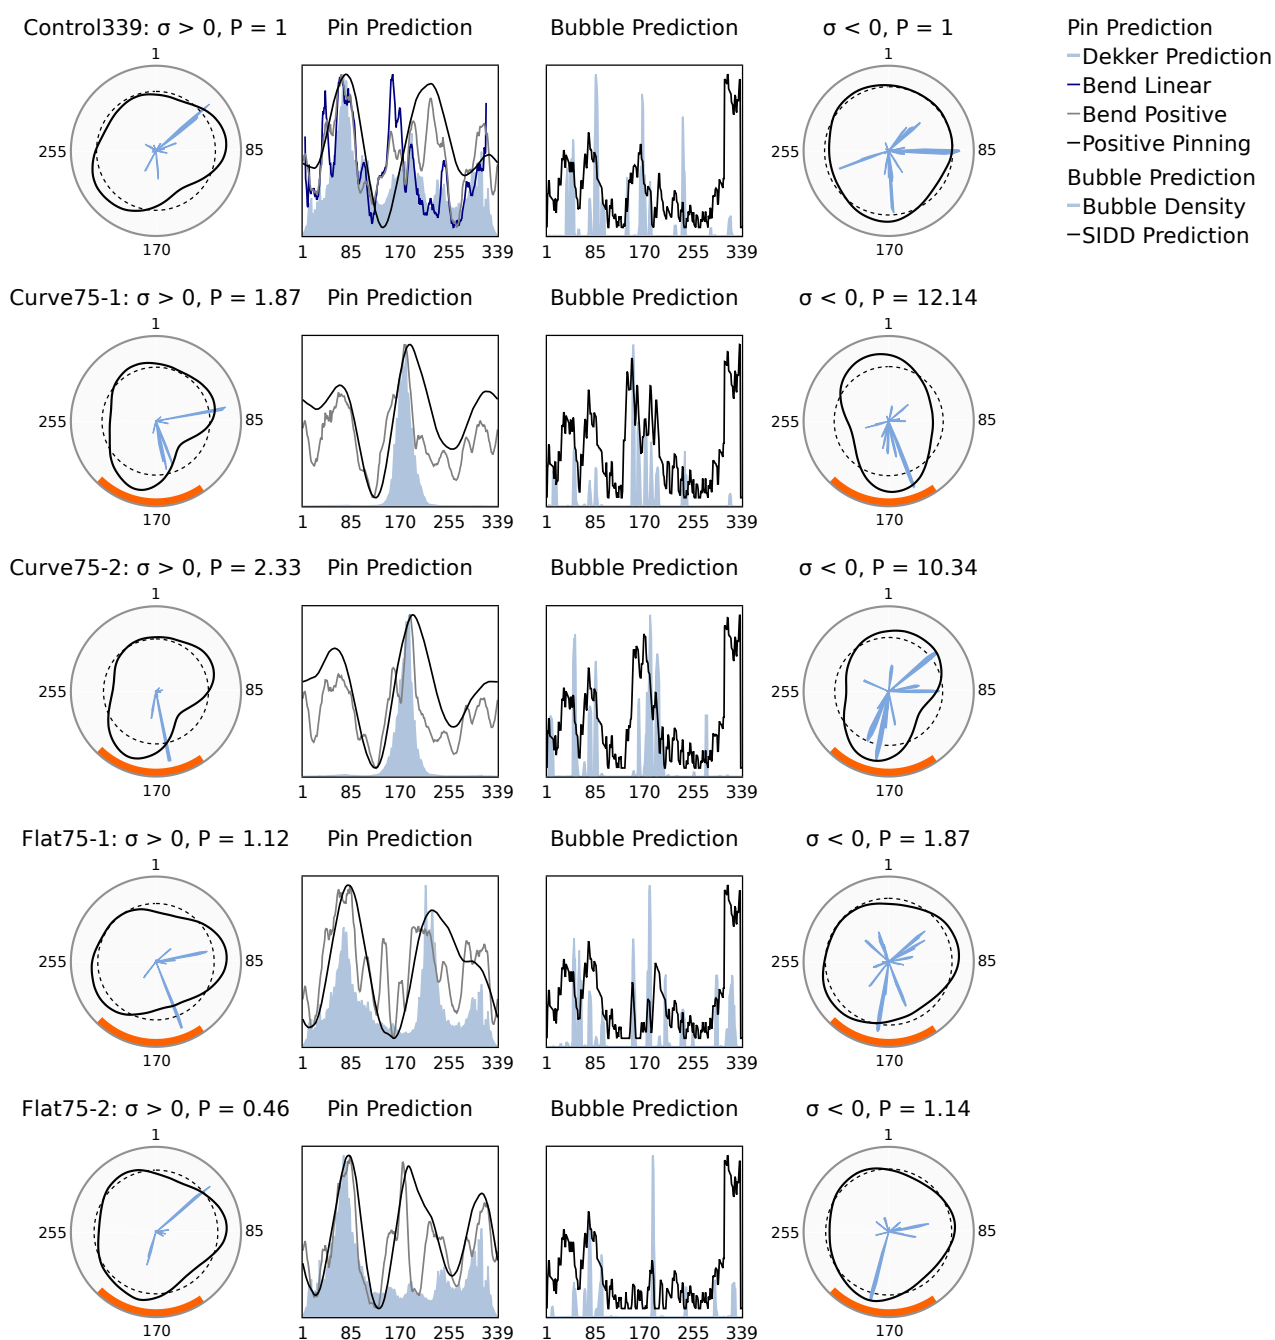 Control339: σ > 0, P = 1 Pin Prediction Bubble Prediction σ < 0, P = 1
1 1
255 85 255 85
170 170
1 85 170 255 339 1 85 170 255 339
Pin Prediction
Dekker Prediction
Bend Linear
Bend Positive
Positive Pinning
Bubble Prediction
Bubble Density
SIDD Prediction
Curve75-1: σ > 0, P = 1.87 Pin Prediction Bubble Prediction σ < 0, P = 12.14
1 1
255 85 255 85
170 1 85 170 255 339 1 85 170 255 339 170
Curve75-2: σ > 0, P = 2.33 Pin Prediction Bubble Prediction σ < 0, P = 10.34
1 1
255 85 255 85
170 1 85 170 255 339 1 85 170 255 339 170
Flat75-1: σ > 0, P = 1.12 Pin Prediction Bubble Prediction σ < 0, P = 1.87
1 1
255 85 255 85
170 1 85 170 255 339 1 85 170 255 339 170
Flat75-2: σ > 0, P = 0.46 Pin Prediction Bubble Prediction σ < 0, P = 1.14
1 1
255 85 255 85
170 1 85 170 255 339 1 85 170 255 339 170